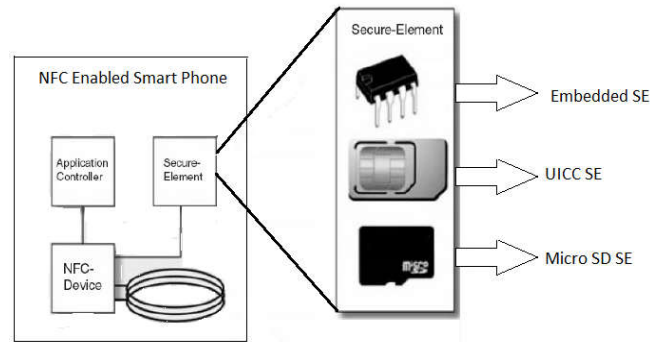 NFC Enabled Smart Phone
Application
Controller
Secure-
Element
NFC-
Device
Secure-Element
Embedded SE
UICC SE
micro
Micro SD SE